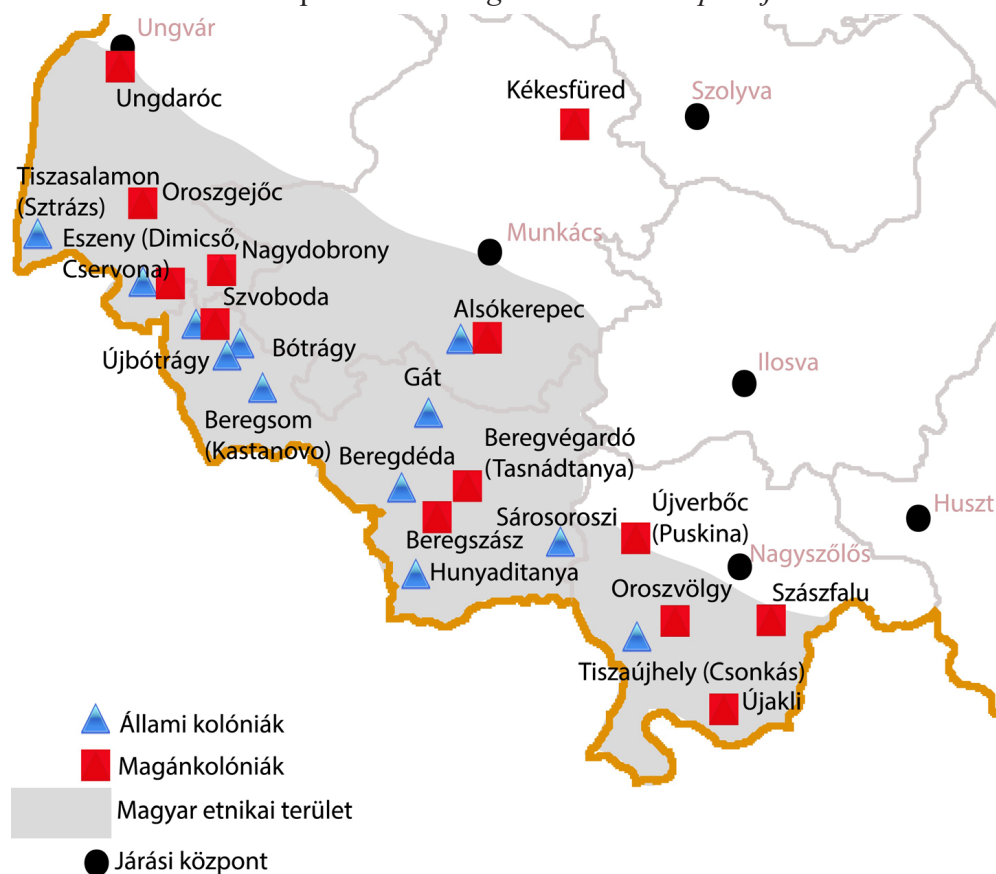 Ungvár
Ungdaróc
Kékesfüred
Szolyva
Tiszasalamon
(Sztrázs)
Oroszgejőc
Eszeny (Dimicső,
Cservona)
Nagydobrony
Munkács
Szvoboda
Alsókerepec
Újbótrágy
Bótrágy
Ilosva
Gát
Beregsom
(Kastanovo)
Beregdéda
Beregvégardó
(Tasnádtanya)
Sárosoroszi
Újverbőc
(Puskina)
Huszt
Beregszász
Nagyszőlős
Hunyaditanya
Oroszvölgy
Szászfalu
Tiszaújhely (Csonkás)
Újakli
Állami kolóniák
Magánkolóniák
Magyar etnikai terület
Járási központ